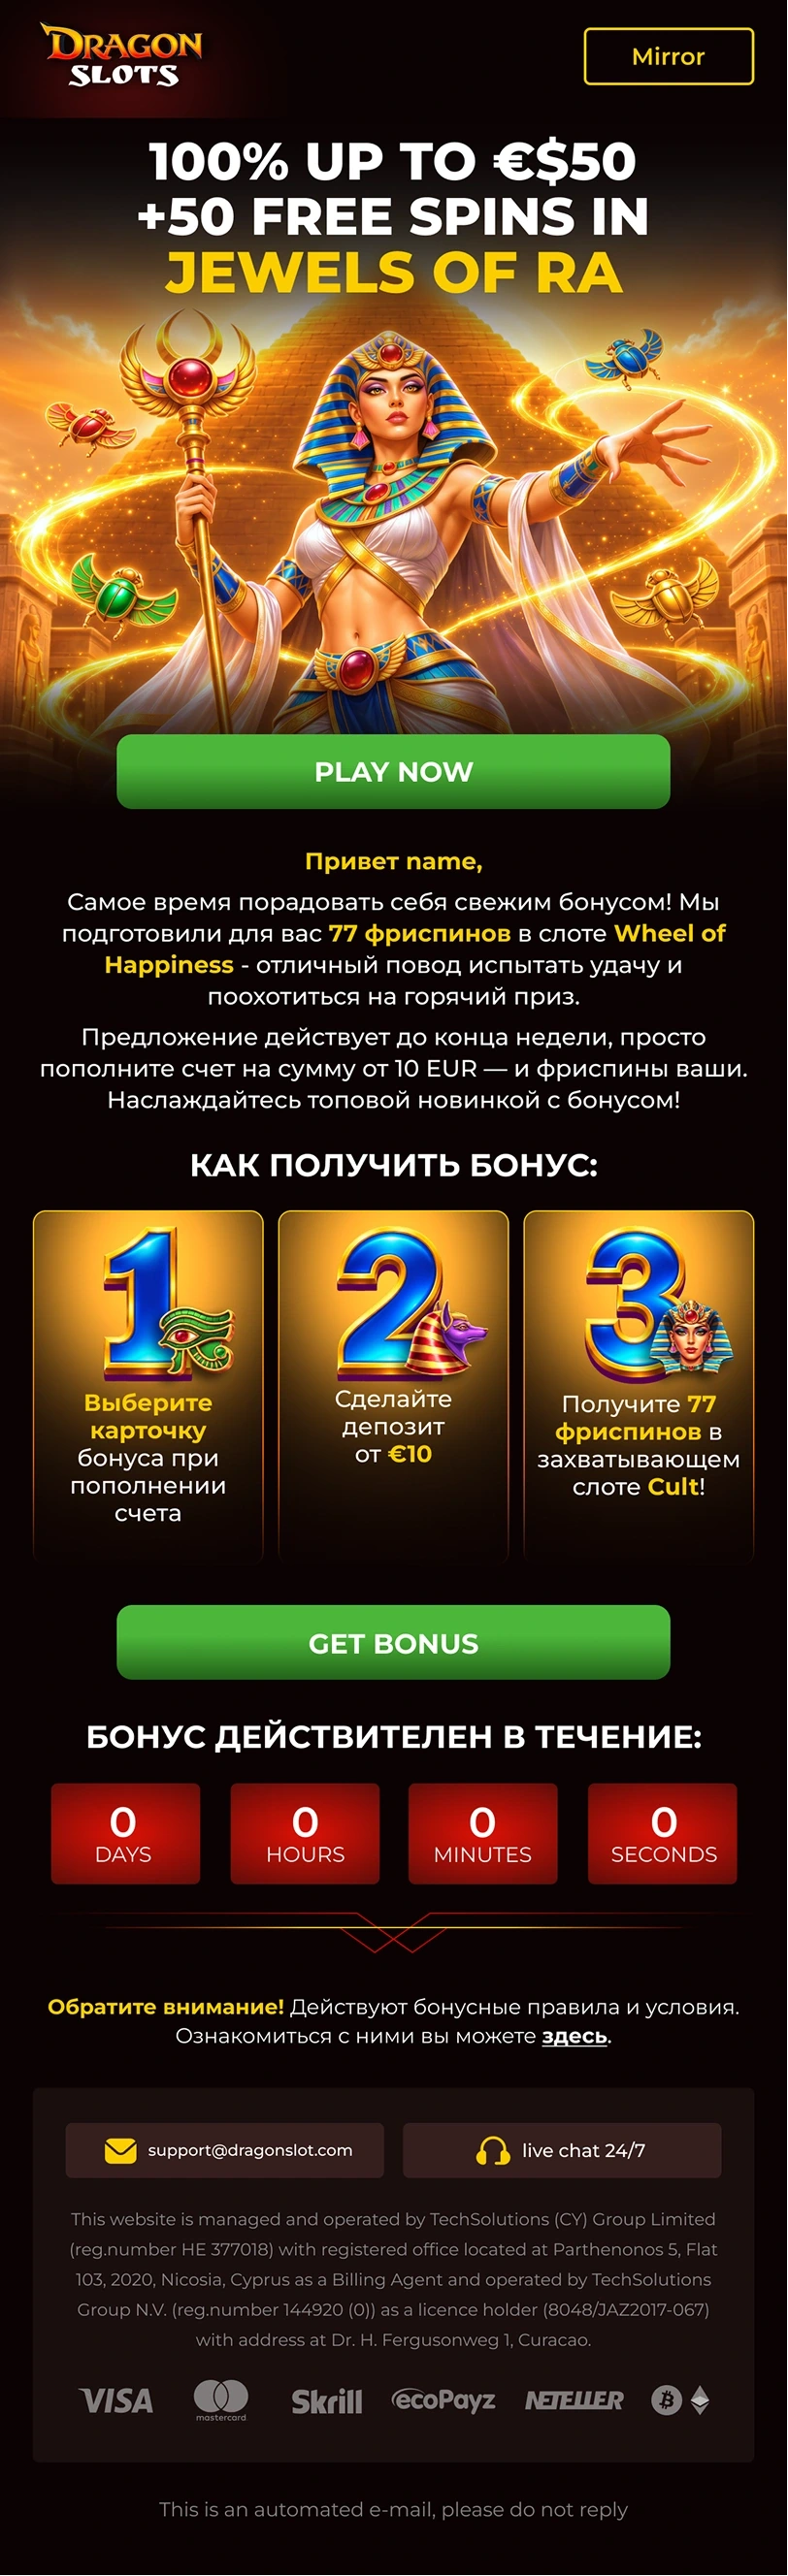 DRAGON
SLOTS
Mirror
100% UP TO €$50
+50 FREE SPINS IN
JEWELS OF RA
PLAY NOW
Привет name,
Самое время порадовать себя свежим бонусом! Мы
подготовили для вас 77 фриспинов в слоте Wheel of
Happiness - отличный повод испытать удачу и
поохотиться на горячий приз.
Предложение действует до конца недели, просто
пополните счет на сумму от 10 EUR — и фриспины ваши.
Наслаждайтесь топовой новинкой с бонусом!
КАК ПОЛУЧИТЬ БОНУС:
1
Выберите
карточку
бонуса при
пополнении
счета
2
Сделайте
депозит
от €10
3
Получите 77
фриспинов в
захватывающем
слоте Cult!
GET BONUS
БОНУС ДЕЙСТВИТЕЛЕН В ТЕЧЕНИЕ:
0
DAYS
0
HOURS
0
MINUTES
0
SECONDS
Обратите внимание! Действуют бонусные правила и условия.
Ознакомиться с ними вы можете здесь.
support@dragonslot.com
live chat 24/7
This website is managed and operated by TechSolutions (CY) Group Limited
(reg.number HE 377018) with registered office located at Parthenonos 5, Flat
103, 2020, Nicosia, Cyprus as a Billing Agent and operated by TechSolutions
Group N.V. (reg.number 144920 (0)) as a licence holder (8048/JAZ2017-067)
with address at Dr. H. Fergusonweg 1, Curacao.
VISA
mastercard
Skrill
ecoPayz
NETELLER
This is an automated e-mail, please do not reply